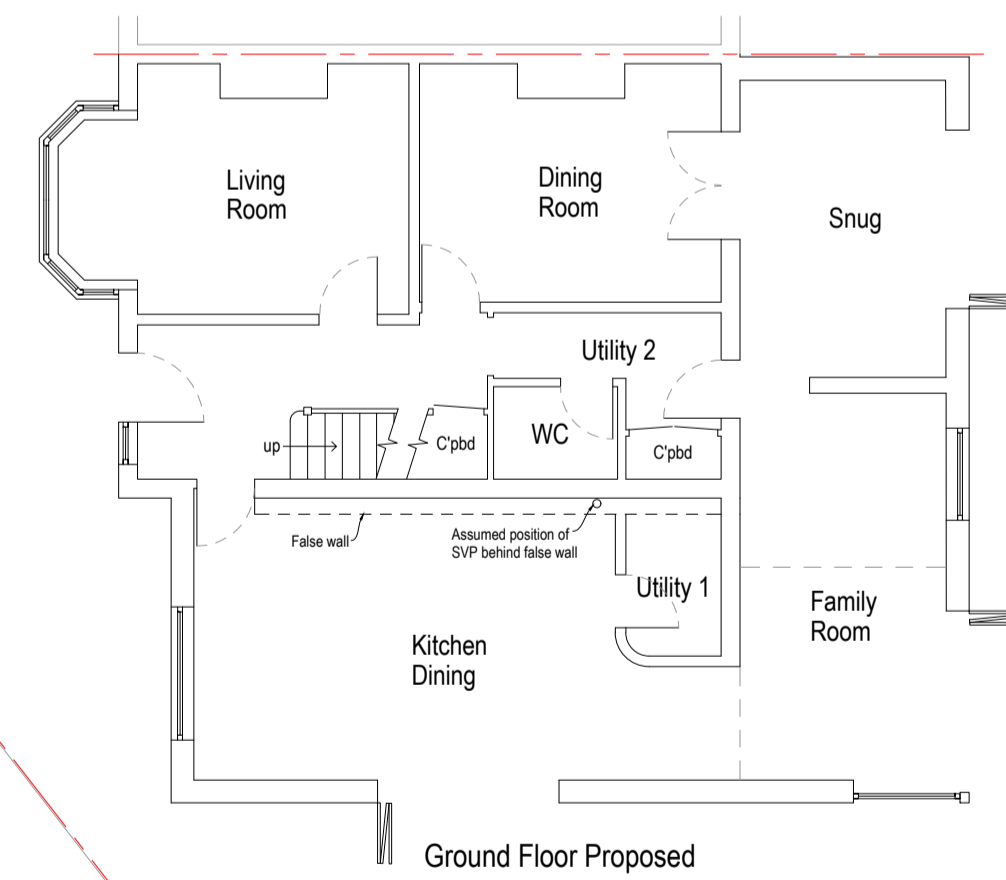 Living
Room
Dining
Room
Snug
Utility 2
up
C'pbd
WC
C'pbd
False wall
Assumed position of
SVP behind false wall
Utility 1
Family
Room
Kitchen
Dining
Ground Floor Proposed